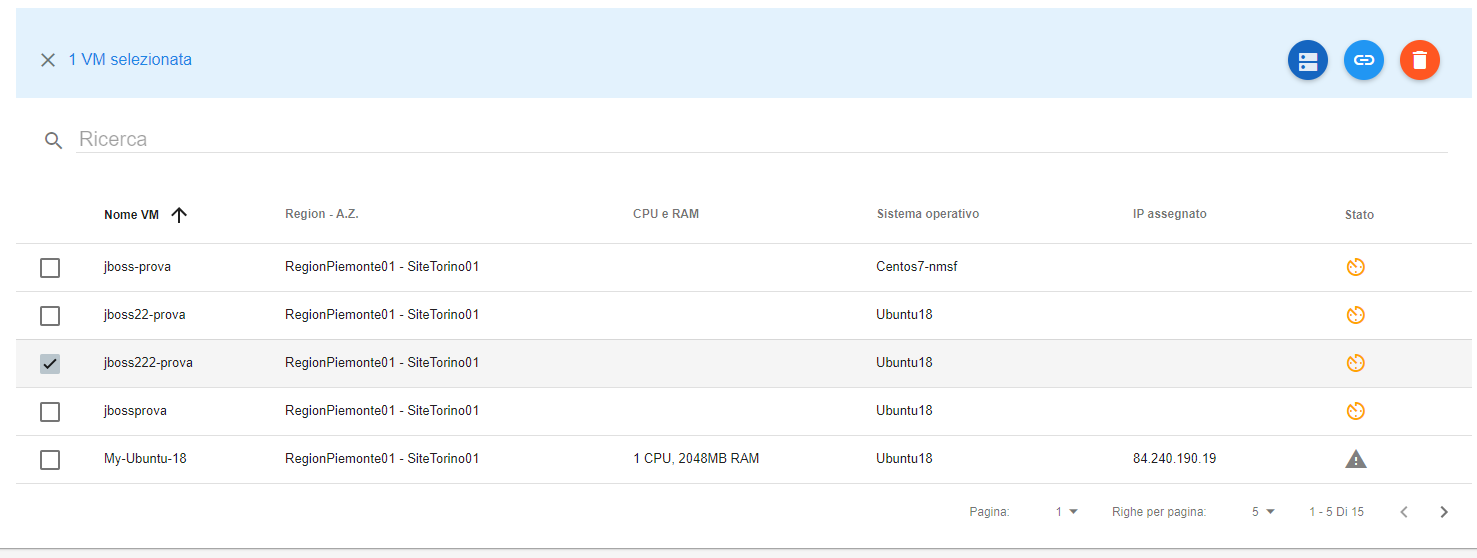 1 VM selezionata
Ricerca
Nome VM Region - A.Z. CPU e RAM Sistema operativo IP assegnato Stato
jboss-prova RegionPiemonte01 - SiteTorino01 Centos7-nmsf
jboss22-prova RegionPiemonte01 - SiteTorino01 Ubuntu18
jboss222-prova RegionPiemonte01 - SiteTorino01 Ubuntu18
jbossprova RegionPiemonte01 - SiteTorino01 Ubuntu18
My-Ubuntu-18 RegionPiemonte01 - SiteTorino01 1 CPU, 2048MB RAM Ubuntu18 84.240.190.19
Pagina: 1 Righe per pagina: 5 1 - 5 Di 15